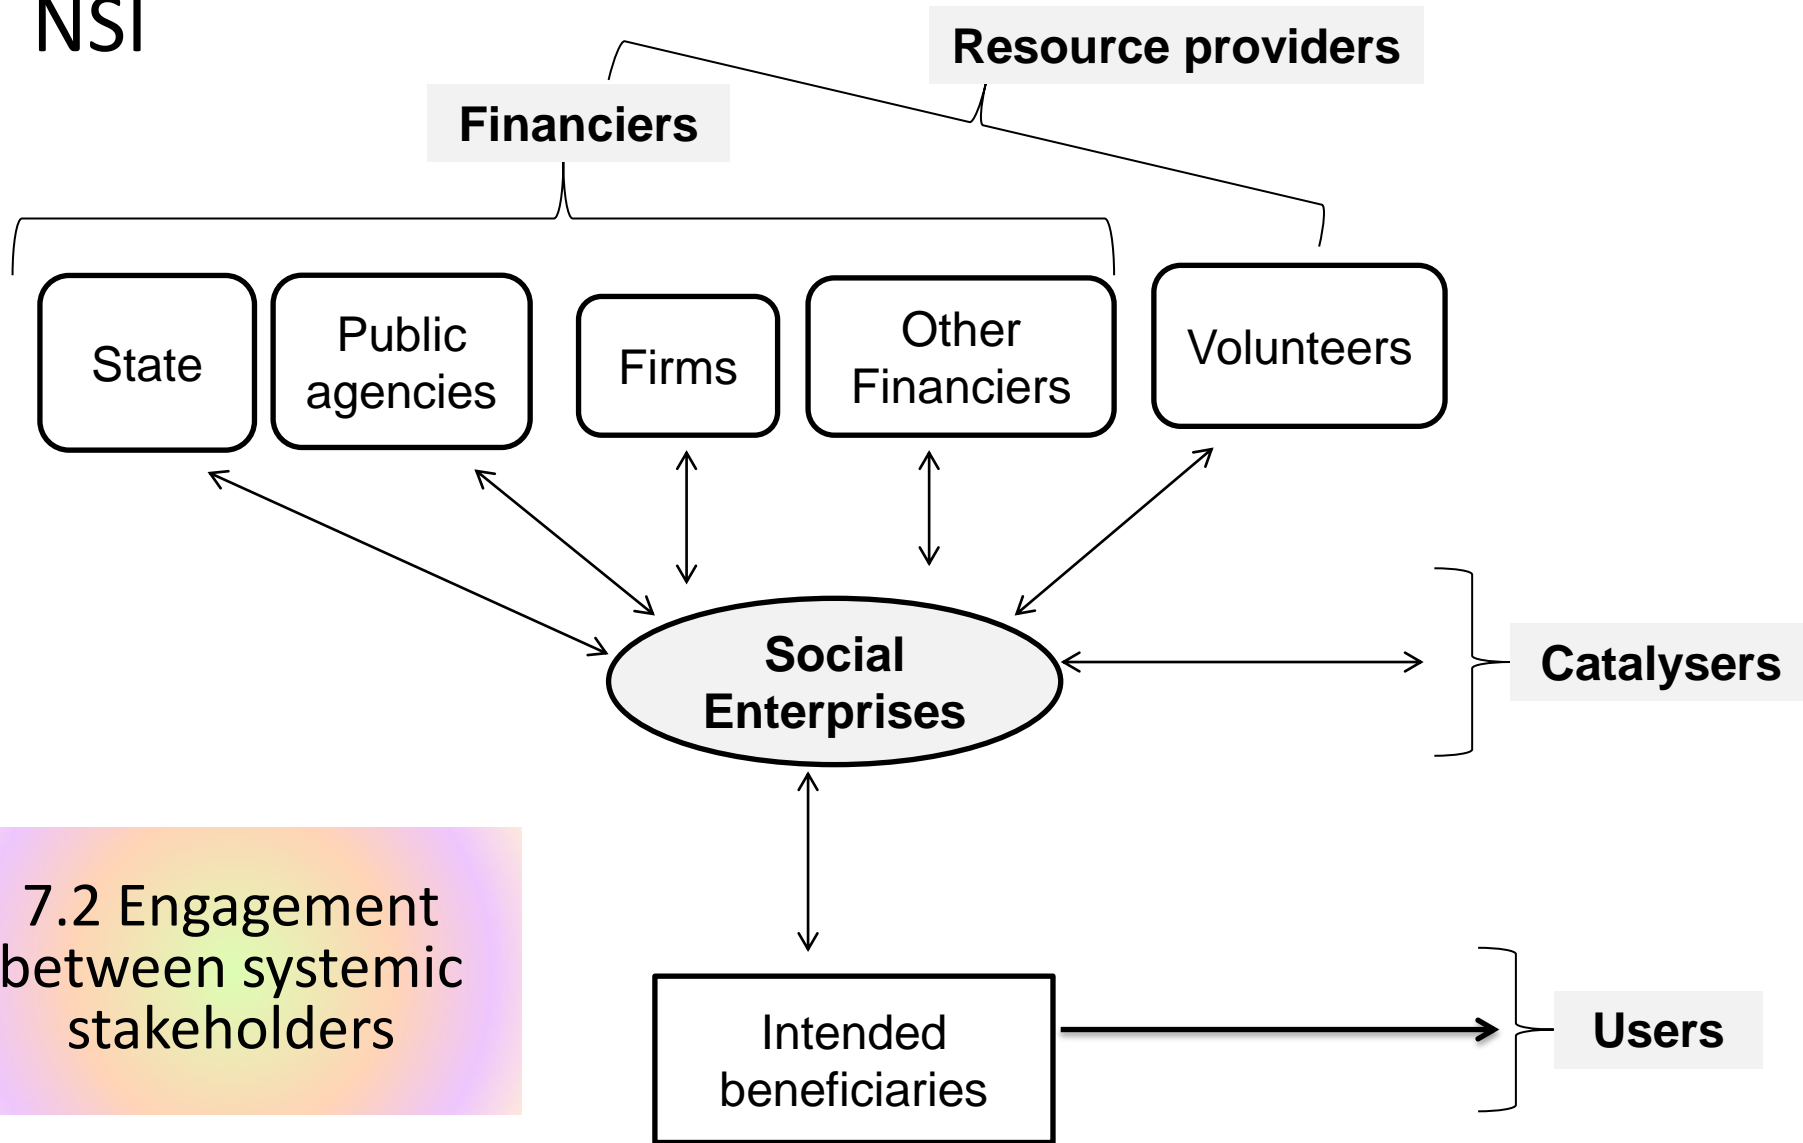 NSI
Resource providers
Financiers
State
Public
agencies
Firms
Other
Financiers
Volunteers
Social
Enterprises
Catalysers
7.2 Engagement
between systemic
stakeholders
Intended
beneficiaries
Users